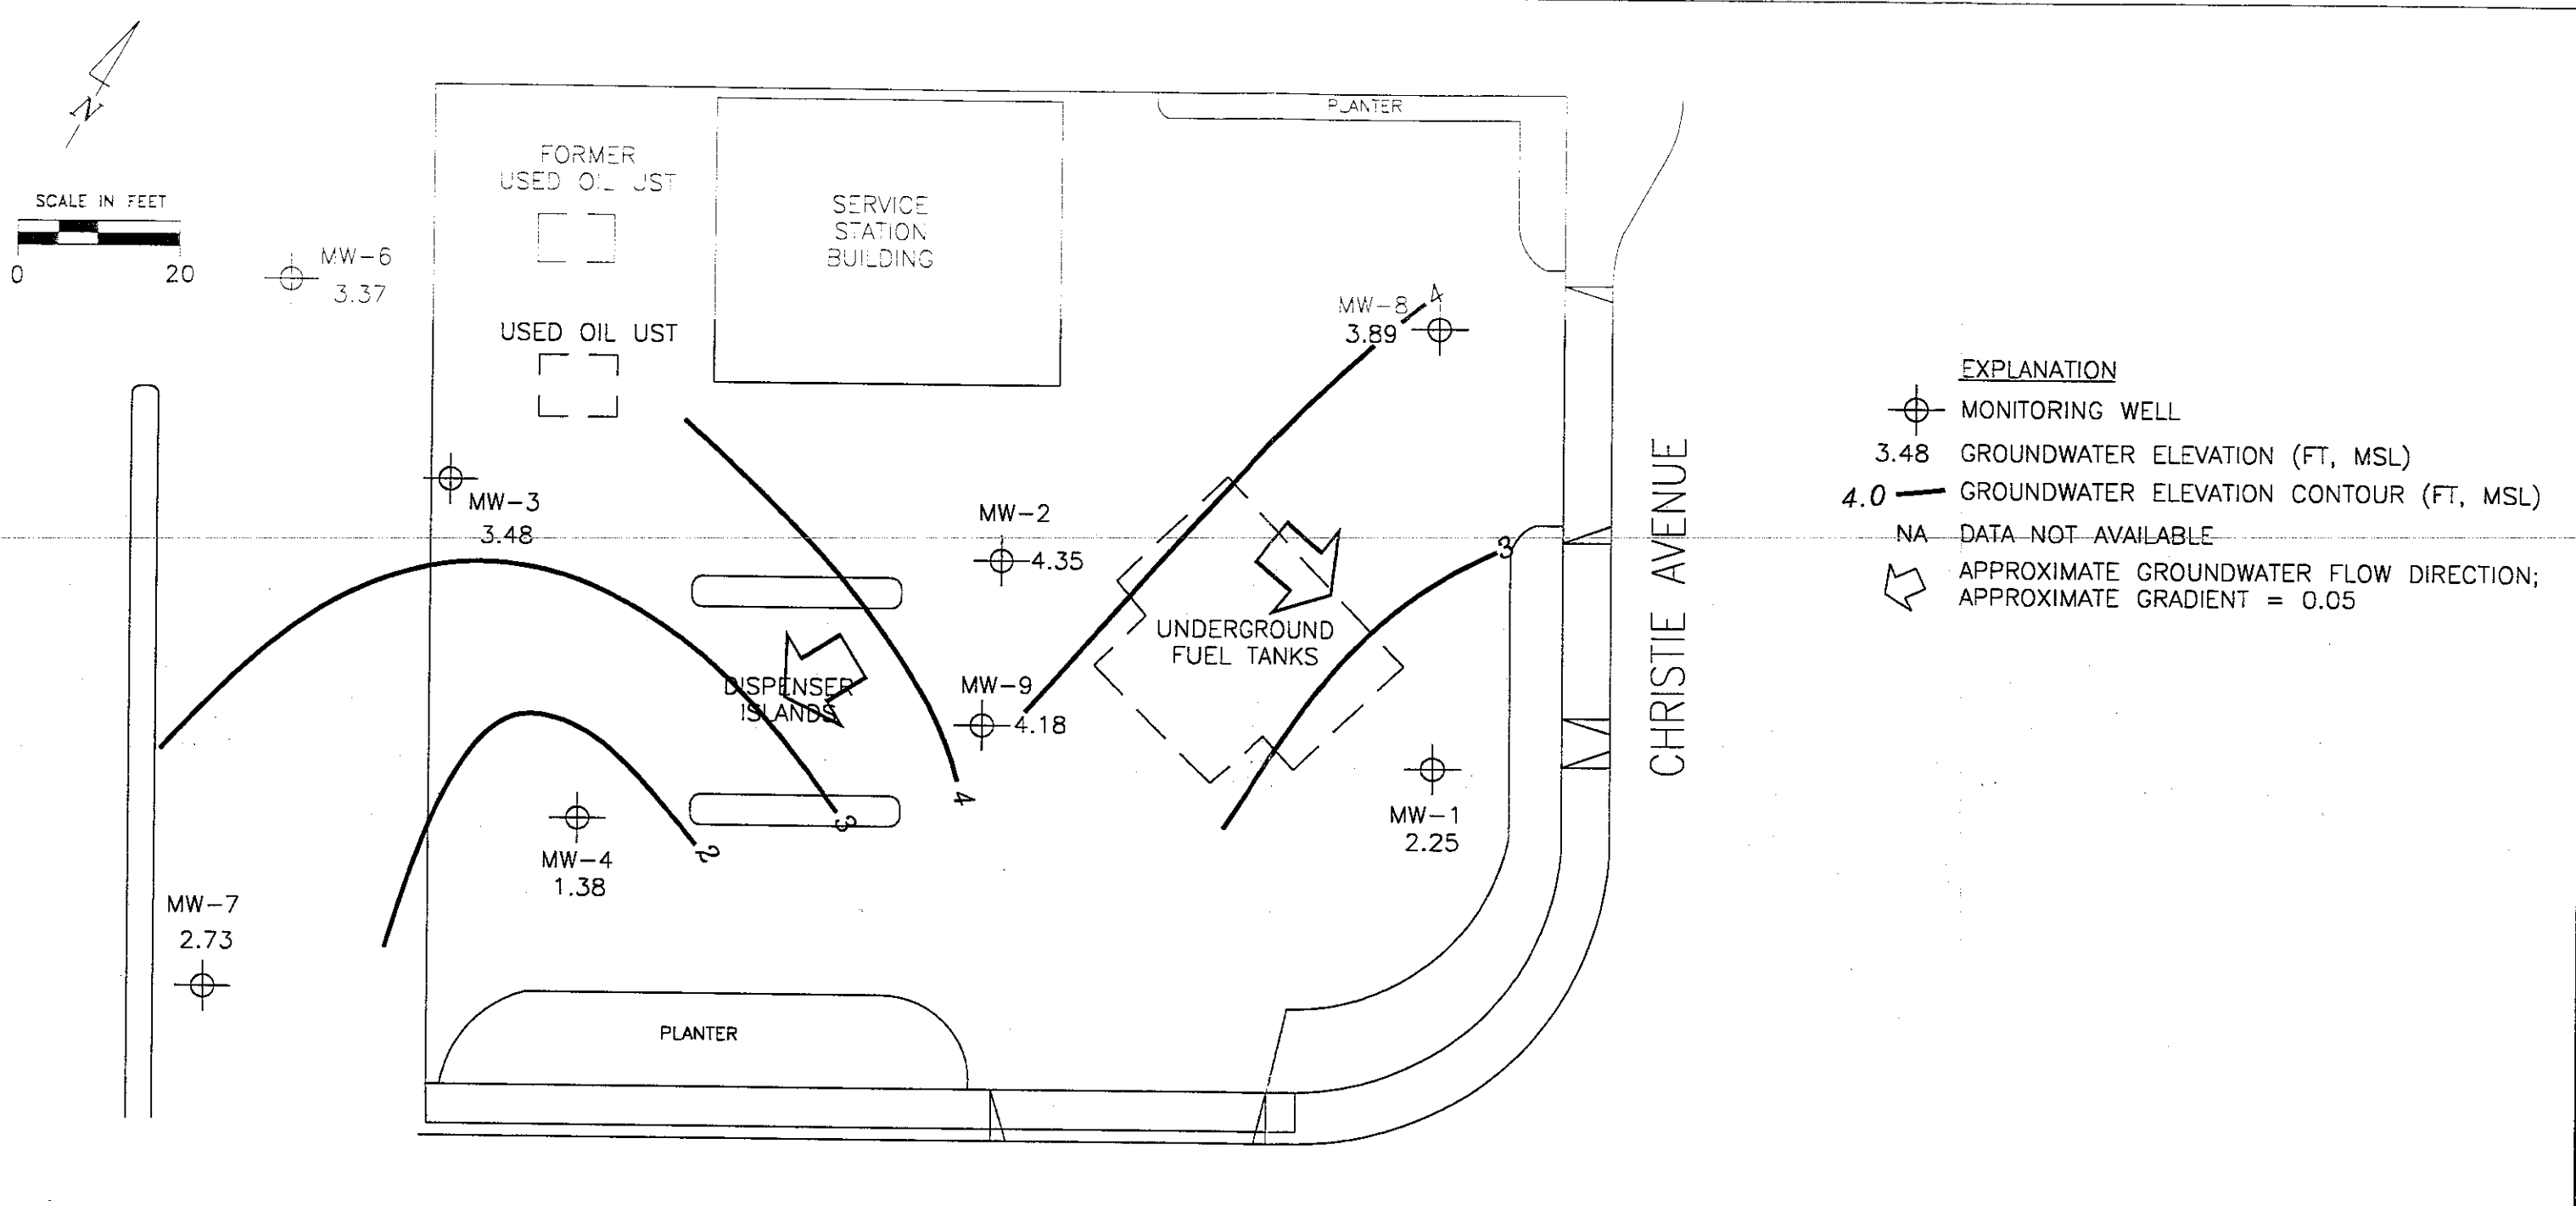 N
SCALE IN FEET
0 20
MW-6
3.37
FORMER
USED OIL UST
SERVICE
STATION
BUILDING
PLANTER
USED OIL UST
MW-8
3.89
4
MW-3
3.48
MW-2
4.35
3
UNDERGROUND
FUEL TANKS
DISPENSER
ISLANDS
MW-9
4.18
4
3
2
MW-4
1.38
MW-1
2.25
MW-7
2.73
PLANTER
CHRISTIE AVENUE
EXPLANATION
MONITORING WELL
3.48 GROUNDWATER ELEVATION (FT, MSL)
4.0 GROUNDWATER ELEVATION CONTOUR (FT, MSL)
NA DATA NOT AVAILABLE
APPROXIMATE GROUNDWATER FLOW DIRECTION;
APPROXIMATE GRADIENT = 0.05